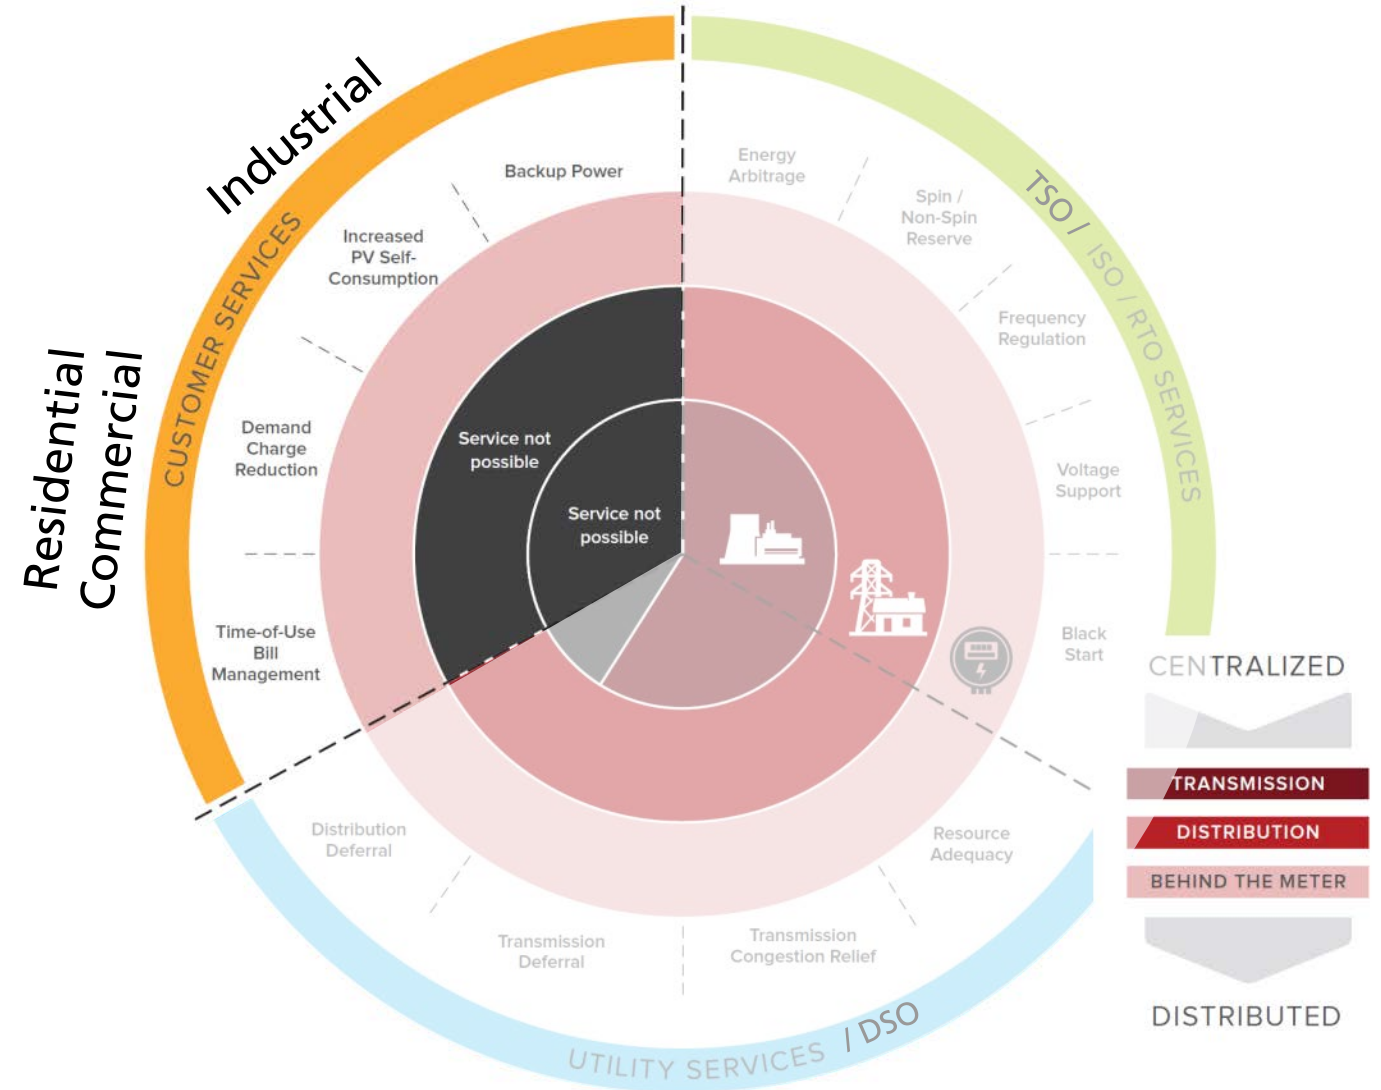 Industrial
Residential
Commercial
CUSTOMER SERVICES
Backup Power
Increased
PV Self-
Consumption
Demand
Charge
Reduction
Time-of-Use
Bill
Management
Service not
possible
Service not
possible
Energy
Arbitrage
Spin /
Non-Spin
Reserve
Frequency
Regulation
Voltage
Support
Black
Start
TSO / ISO / RTO SERVICES
Resource
Adequacy
Transmission
Congestion Relief
Transmission
Deferral
Distribution
Deferral
UTILITY SERVICES / DSO
CENTRALIZED
TRANSMISSION
DISTRIBUTION
BEHIND THE METER
DISTRIBUTED